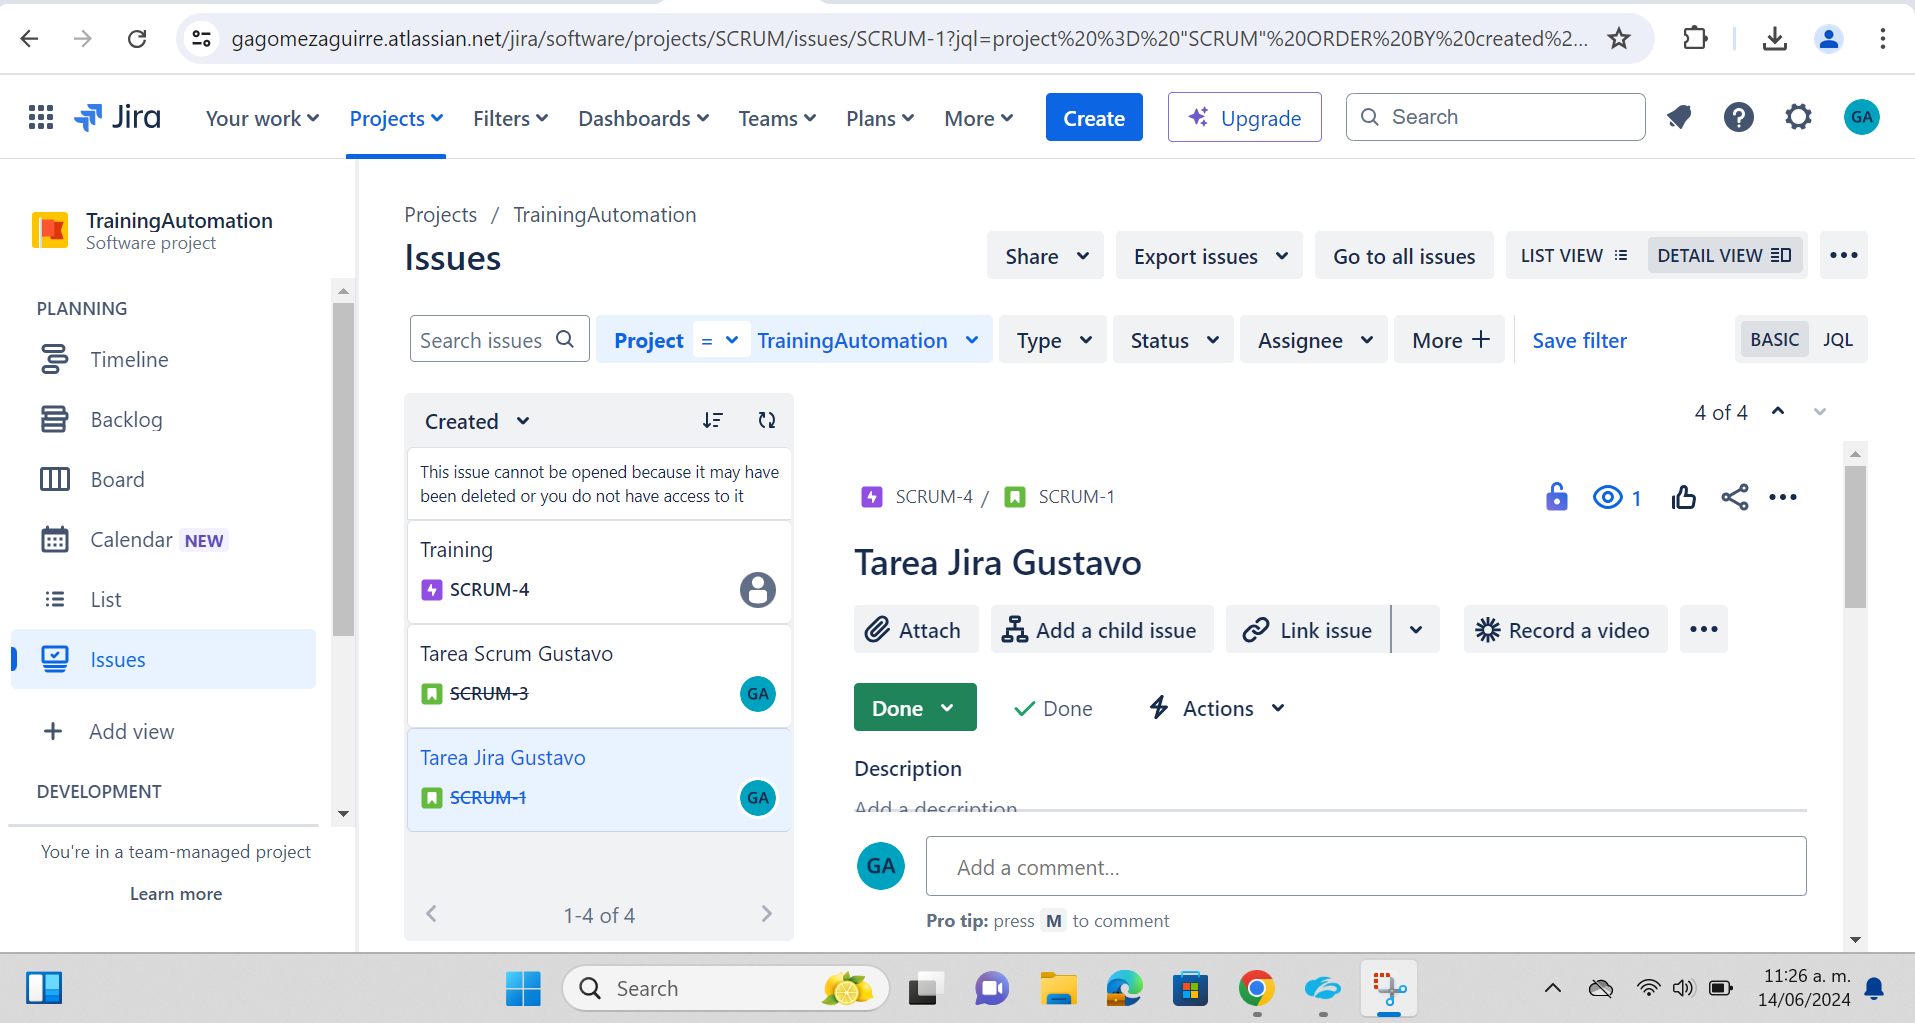 gagomezaguirre.atlassian.net/jira/software/projects/SCRUM/issues/SCRUM-1?jql=project%20%3D%20"SCRUM"%20ORDER%20BY%20created%2...
Jira
Your work
Projects
Filters
Dashboards
Teams
Plans
More
Create
Upgrade
Search
GA
TrainingAutomation
Software project
PLANNING
Timeline
Backlog
Board
Calendar NEW
List
Issues
Add view
DEVELOPMENT
You're in a team-managed project
Learn more
Projects / TrainingAutomation
Issues
Share
Export issues
Go to all issues
LIST VIEW
DETAIL VIEW
Search issues
Project = TrainingAutomation
Type
Status
Assignee
More
Save filter
BASIC
JQL
Created
This issue cannot be opened because it may have
been deleted or you do not have access to it
Training
SCRUM-4
Tarea Scrum Gustavo
SCRUM-3
GA
Tarea Jira Gustavo
SCRUM-1
GA
1-4 of 4
4 of 4
SCRUM-4 / SCRUM-1
1
Tarea Jira Gustavo
Attach
Add a child issue
Link issue
Record a video
Done
Done
Actions
Description
Add a description
GA
Add a comment...
Pro tip: press M to comment
Search
11:26 a. m.
14/06/2024